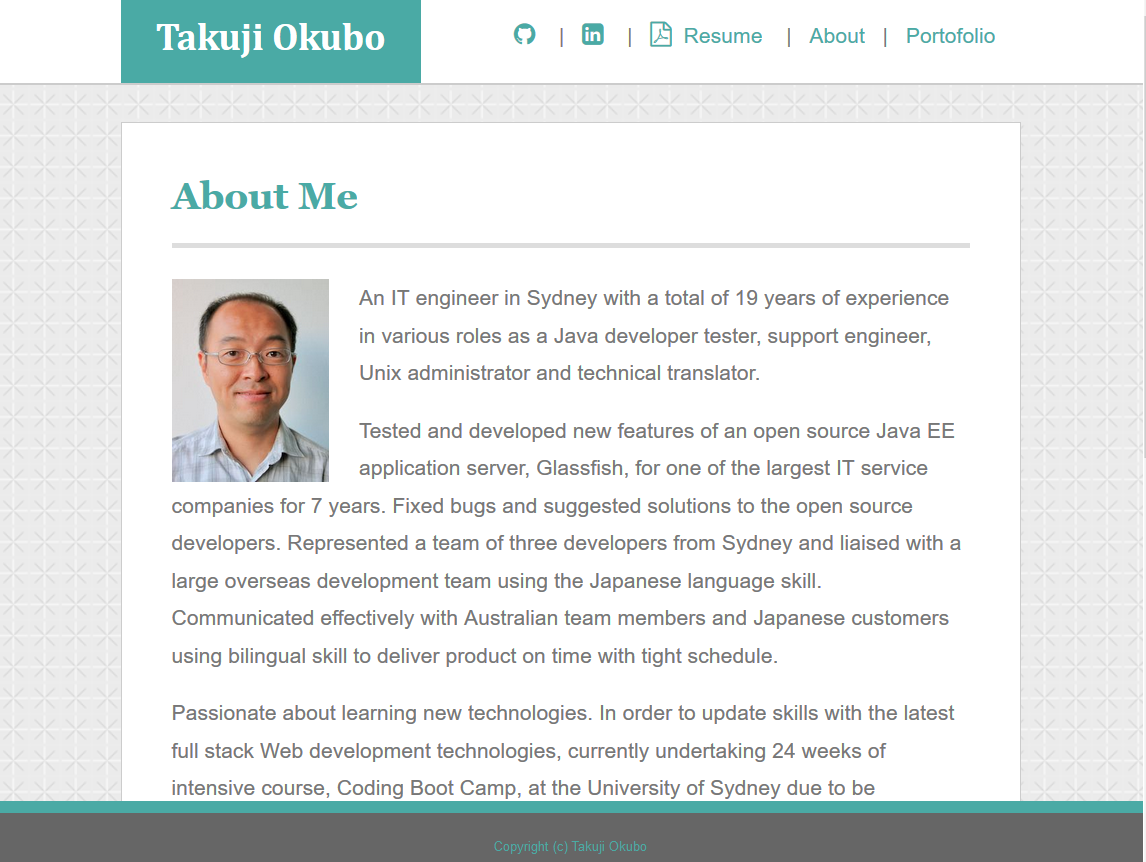 Takuji Okubo
| | Resume | About | Portofolio
About Me
An IT engineer in Sydney with a total of 19 years of experience
in various roles as a Java developer tester, support engineer,
Unix administrator and technical translator.
Tested and developed new features of an open source Java EE
application server, Glassfish, for one of the largest IT service
companies for 7 years. Fixed bugs and suggested solutions to the open source
developers. Represented a team of three developers from Sydney and liaised with a
large overseas development team using the Japanese language skill.
Communicated effectively with Australian team members and Japanese customers
using bilingual skill to deliver product on time with tight schedule.
Passionate about learning new technologies. In order to update skills with the latest
full stack Web development technologies, currently undertaking 24 weeks of
intensive course, Coding Boot Camp, at the University of Sydney due to be
Copyright (c) Takuji Okubo